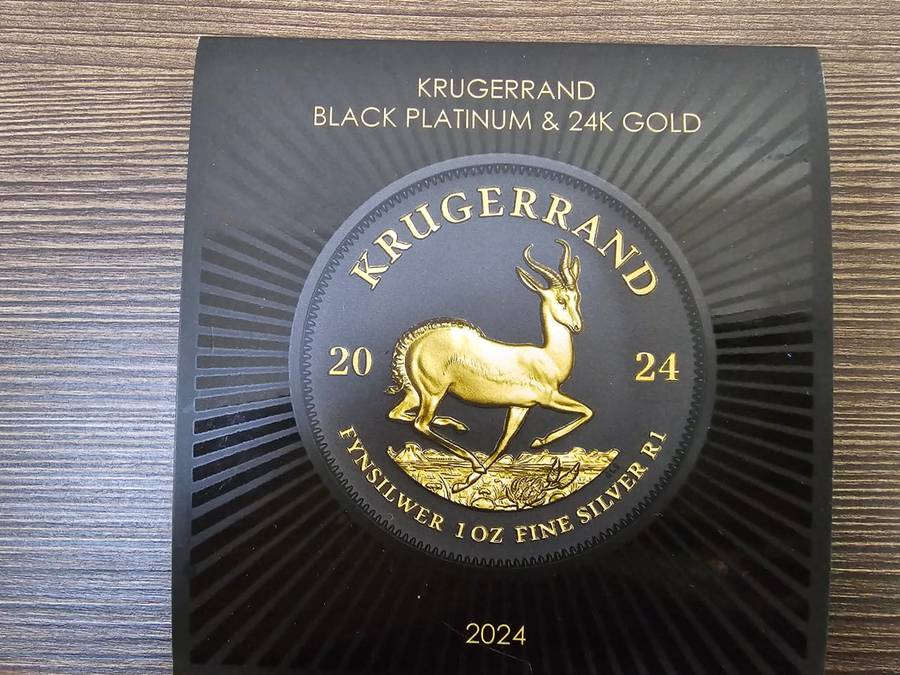 KRUGERRAND
BLACK PLATINUM & 24K GOLD
KRUGERRAND
20 24
FYNSILWER 1 OZ FINE SILVER R1
2024